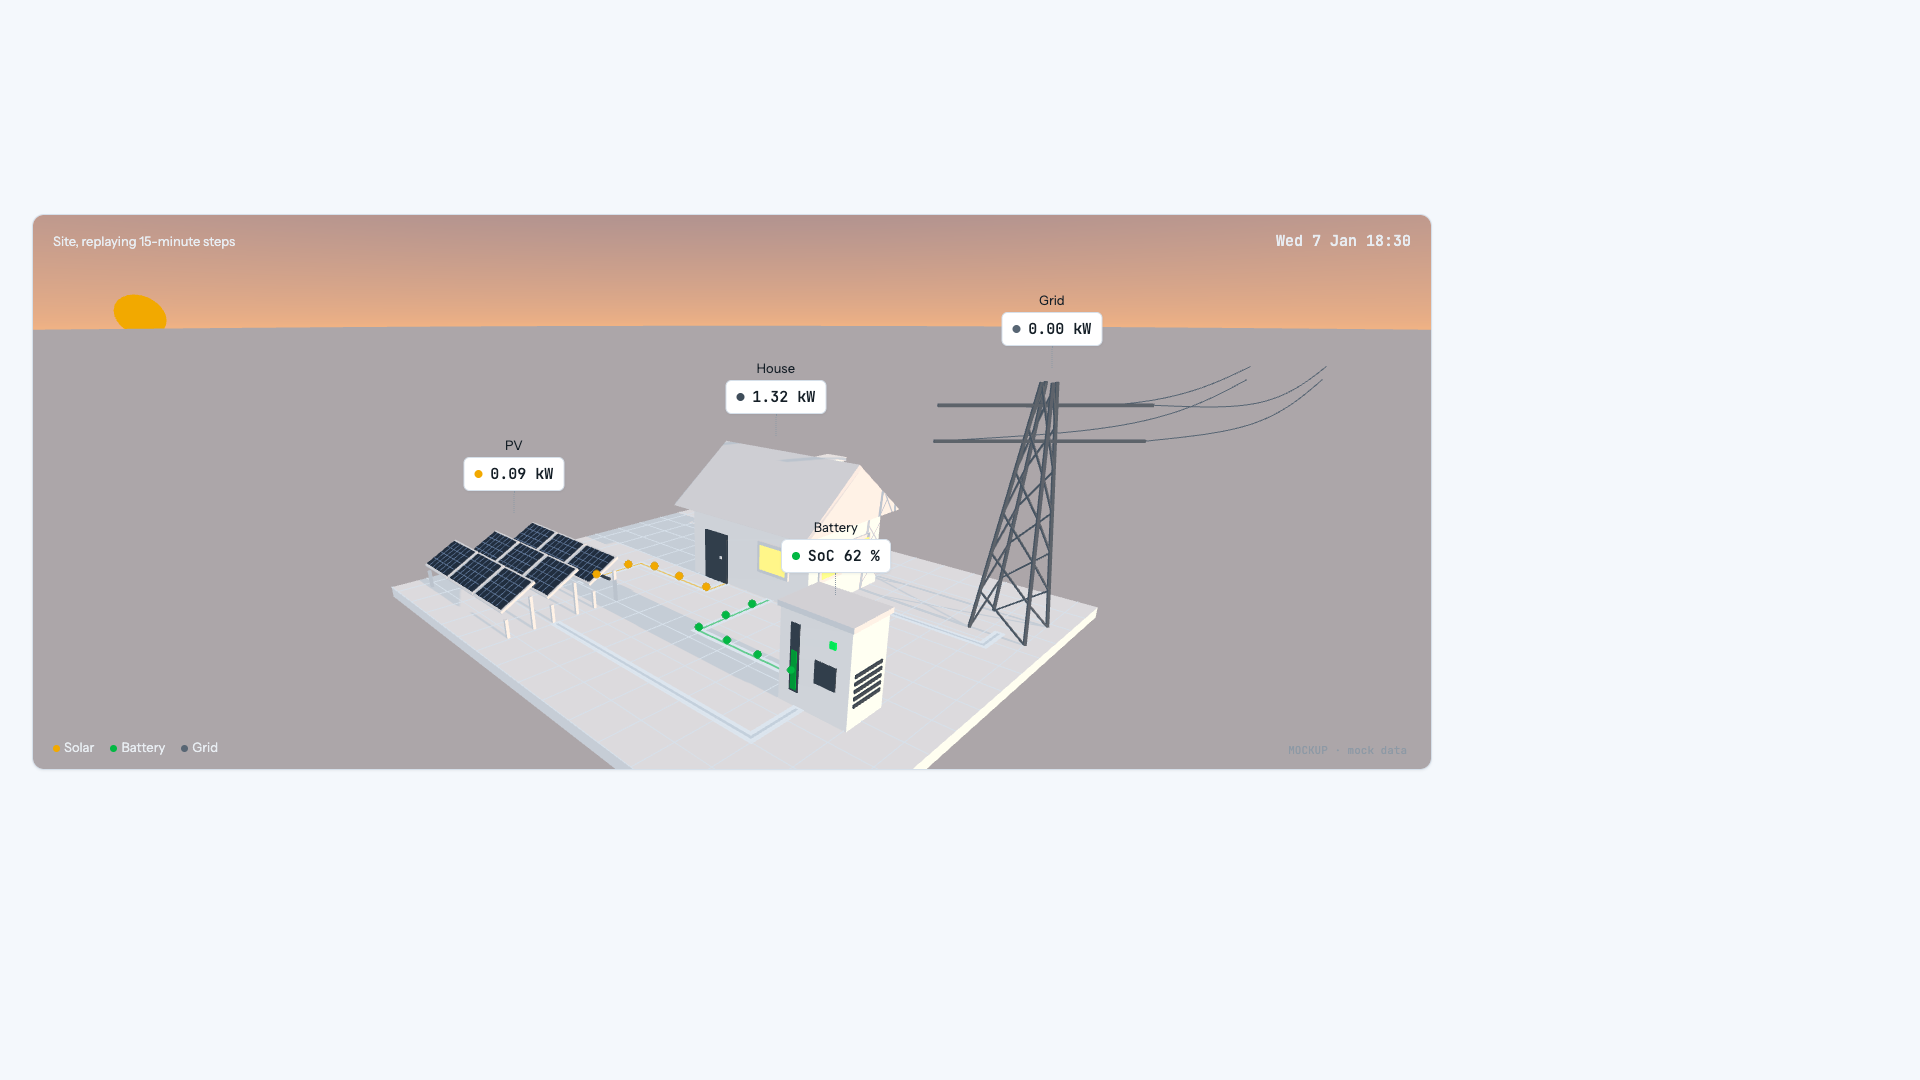 Site, replaying 15-minute steps
Wed 7 Jan 18:30
Grid
0.00 kW
House
1.32 kW
PV
0.09 kW
Battery
SoC 62 %
Solar
Battery
Grid
MOCKUP · mock data